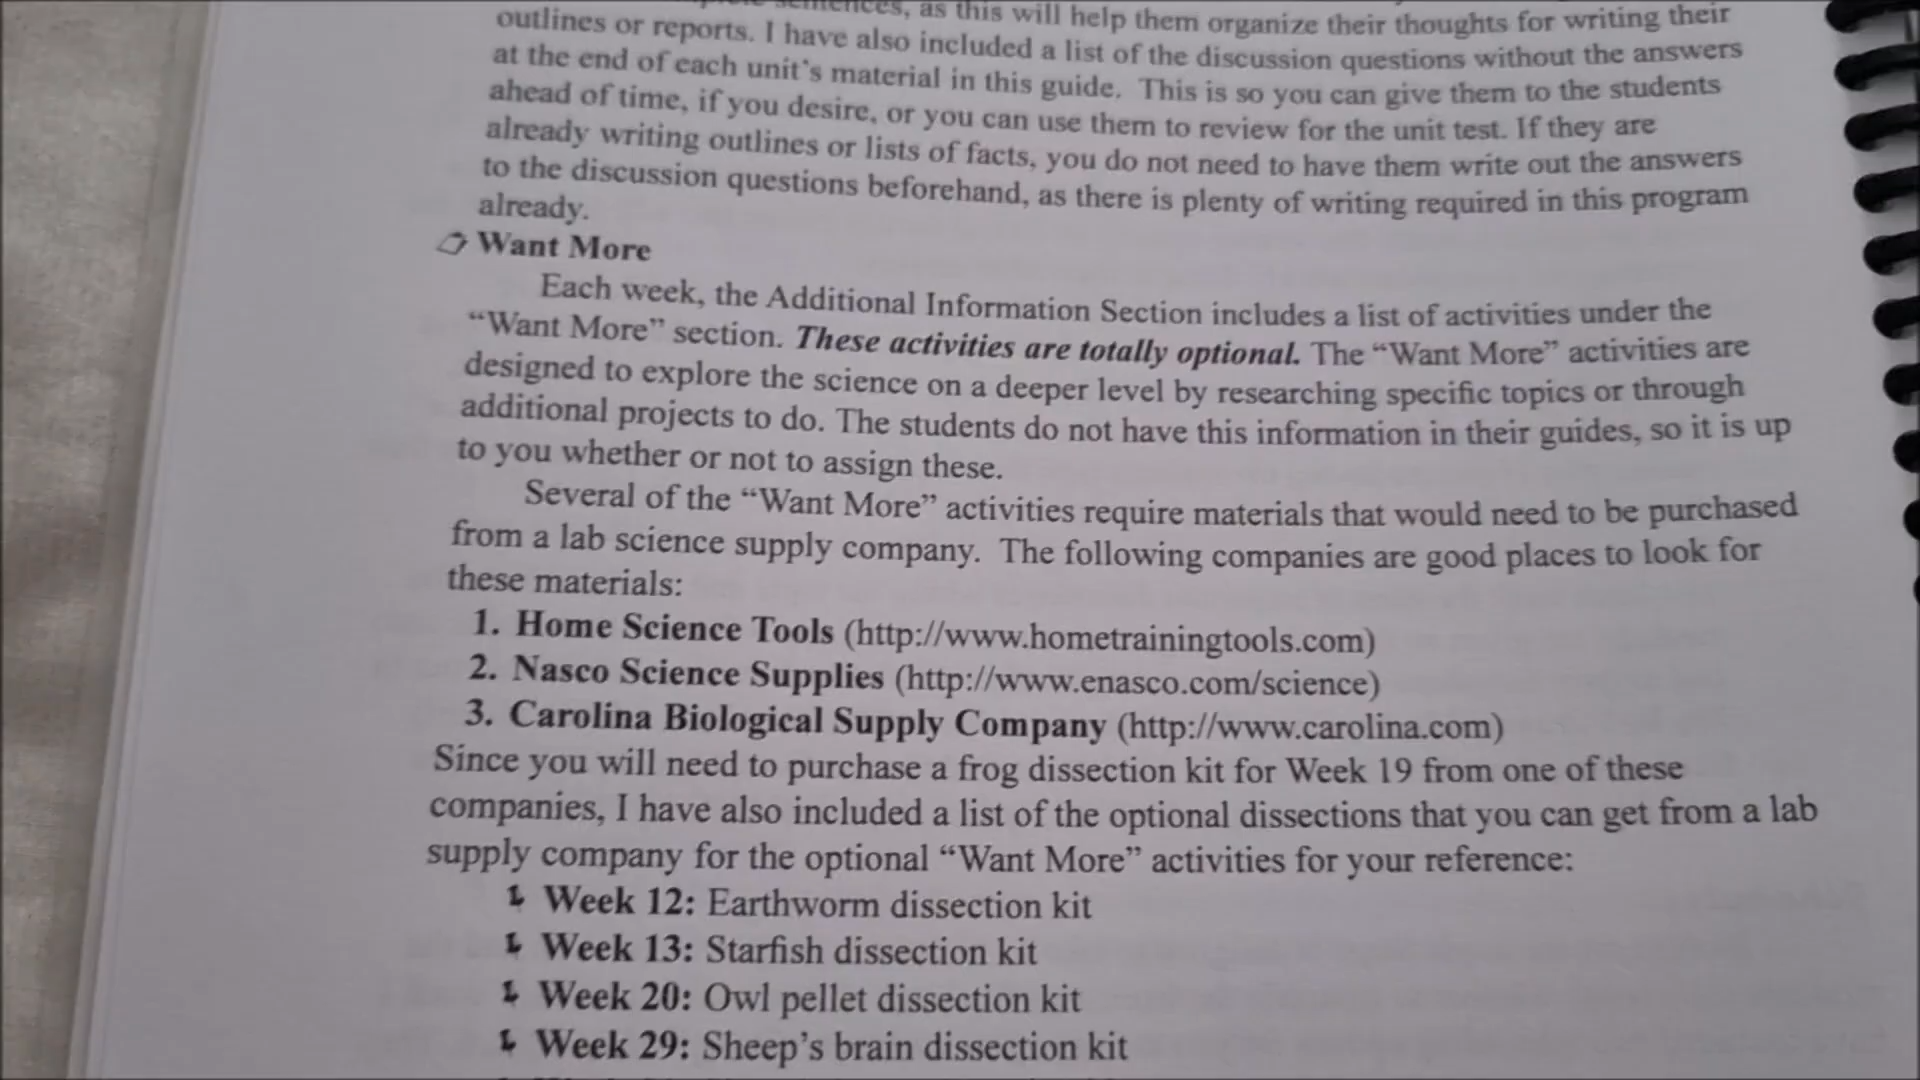 sentences, as this will help them organize their thoughts for writing their
outlines or reports. I have also included a list of the discussion questions without the answers
at the end of each unit's material in this guide. This is so you can give them to the students
ahead of time, if you desire, or you can use them to review for the unit test. If they are
already writing outlines or lists of facts, you do not need to have them write out the answers
to the discussion questions beforehand, as there is plenty of writing required in this program
already.
Want More
Each week, the Additional Information Section includes a list of activities under the
“Want More” section. These activities are totally optional. The “Want More” activities are
designed to explore the science on a deeper level by researching specific topics or through
additional projects to do. The students do not have this information in their guides, so it is up
to you whether or not to assign these.
Several of the “Want More” activities require materials that would need to be purchased
from a lab science supply company. The following companies are good places to look for
these materials:
1. Home Science Tools (http://www.hometrainingtools.com)
2. Nasco Science Supplies (http://www.enasco.com/science)
3. Carolina Biological Supply Company (http://www.carolina.com)
Since you will need to purchase a frog dissection kit for Week 19 from one of these
companies, I have also included a list of the optional dissections that you can get from a lab
supply company for the optional “Want More” activities for your reference:
Week 12: Earthworm dissection kit
Week 13: Starfish dissection kit
Week 20: Owl pellet dissection kit
Week 29: Sheep's brain dissection kit